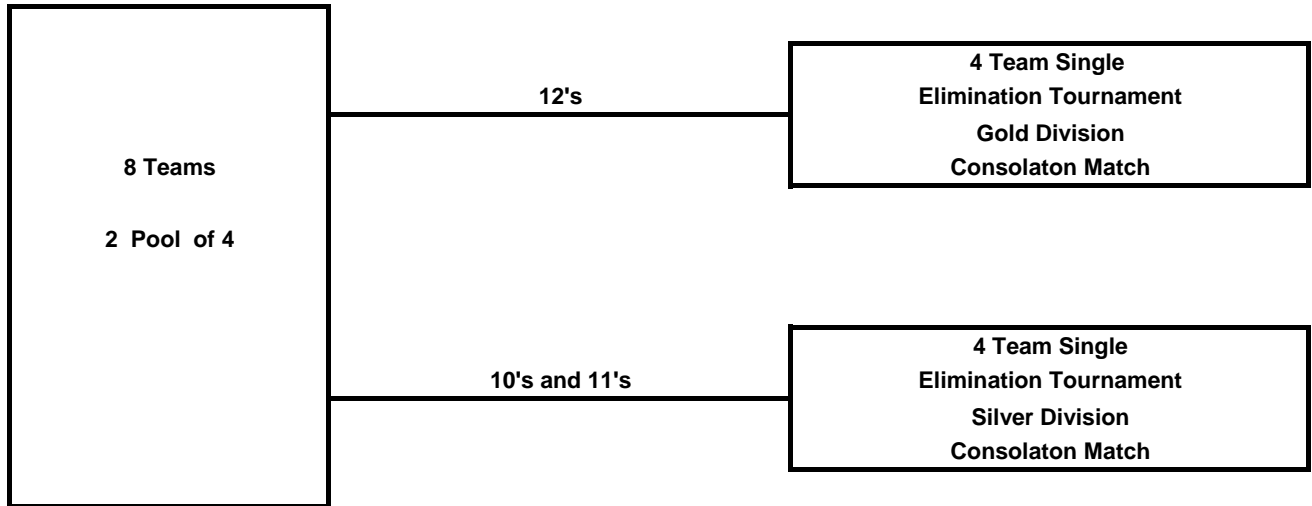 8 Teams
2 Pool of 4
12's
4 Team Single
Elimination Tournament
Gold Division
Consolaton Match
10's and 11's
4 Team Single
Elimination Tournament
Silver Division
Consolaton Match